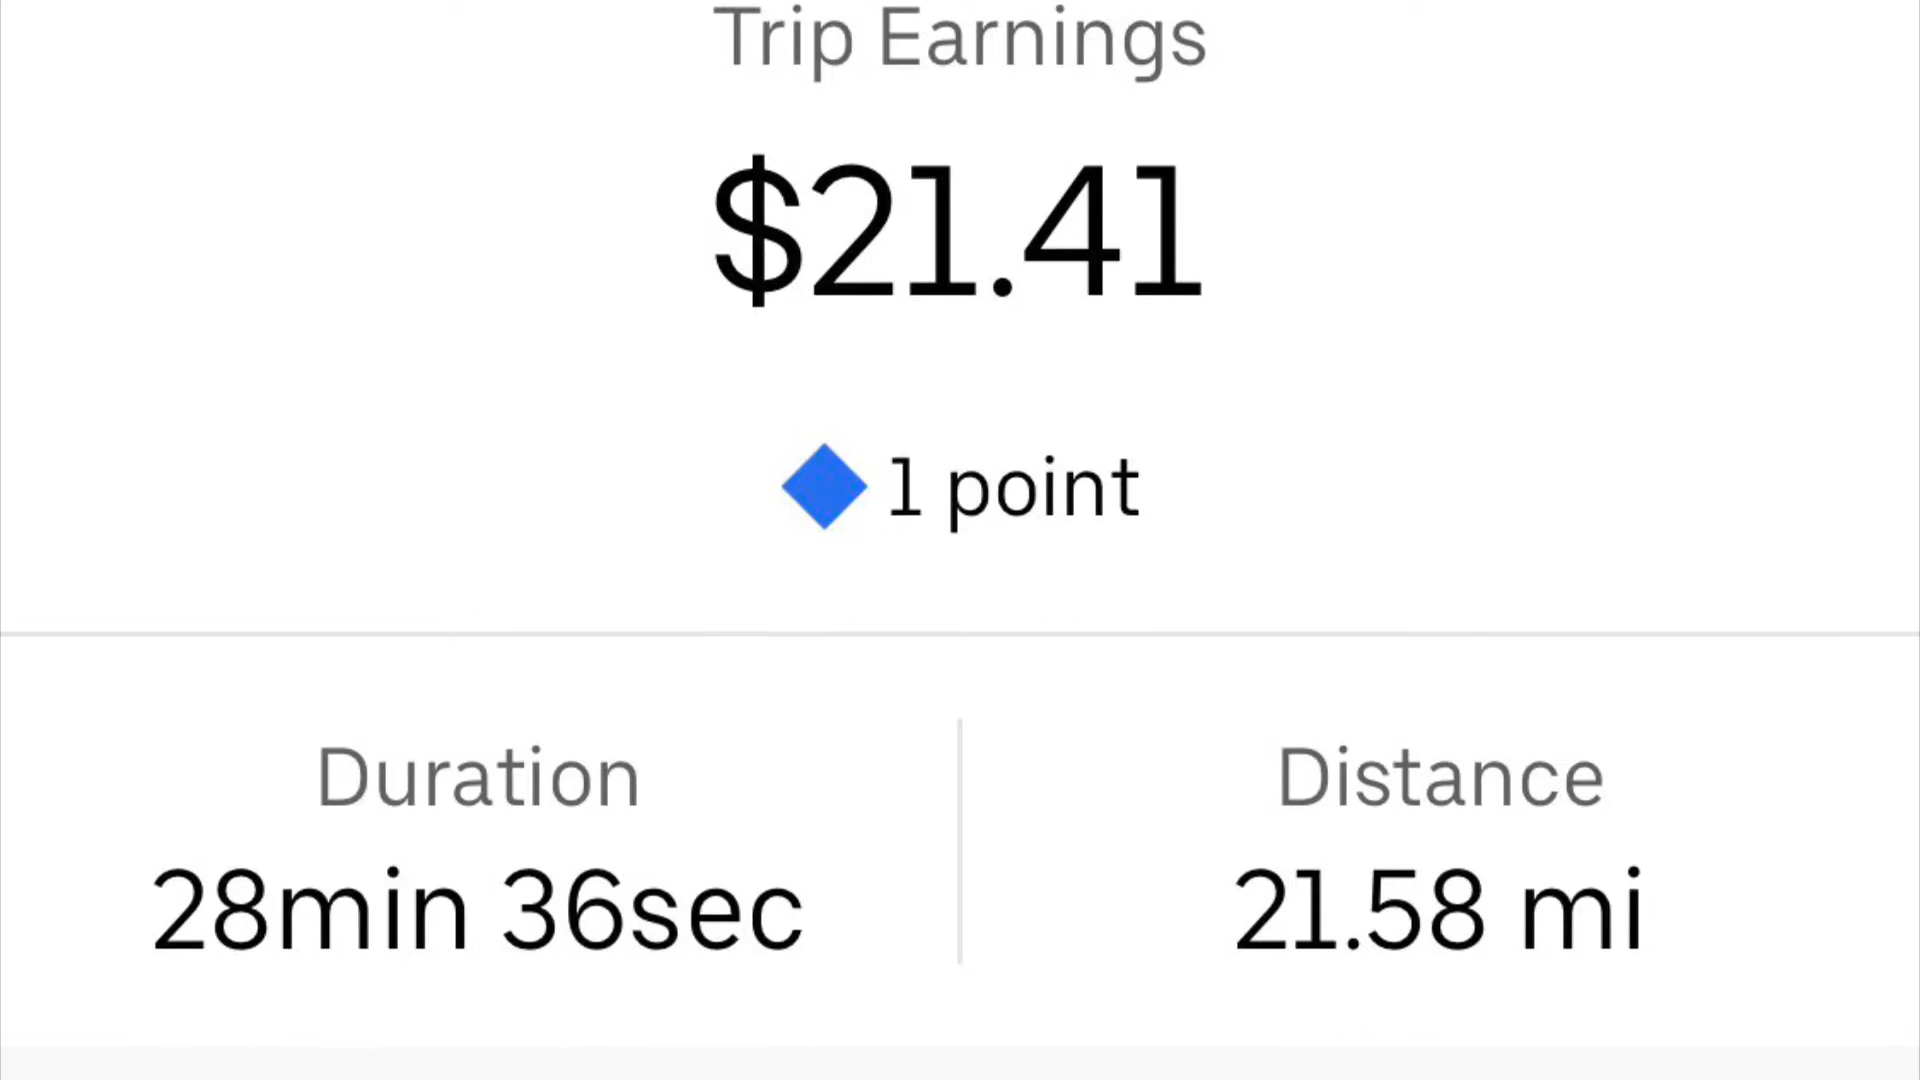 Trip Earnings
$21.41
1 point
Duration
28min 36sec
Distance
21.58 mi